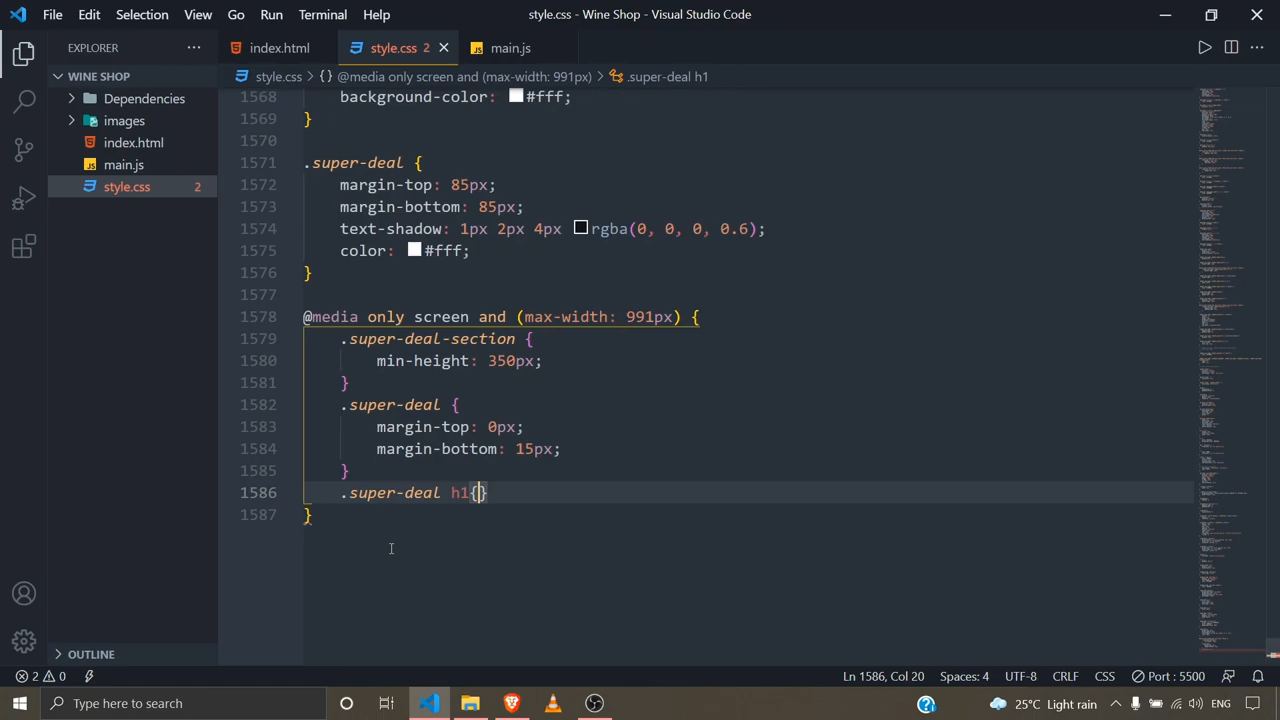 File Edit Selection View Go Run Terminal Help style.css - Wine Shop - Visual Studio Code
EXPLORER
index.html style.css 2 main.js
WINE SHOP
style.css > {} @media only screen and (max-width: 991px) > .super-deal h1
Dependencies
images
index.html
main.js
style.css 2
1568 background-color: #fff;
1569 }
1570
1571 .super-deal {
1572 margin-top: 85px;
1573 margin-bottom: 85px;
1574 text-shadow: 1px 2px 4px rgba(0, 0, 0, 0.6);
1575 color: #fff;
1576 }
1577
1578 @media only screen and (max-width: 991px) {
1579 .super-deal-section {
1580 min-height: 350px;
1581 }
1582 .super-deal {
1583 margin-top: 0px;
1584 margin-bottom: 15px;
1585 }
1586 .super-deal h1{}
1587 }
OUTLINE
2 0 Ln 1586, Col 20 Spaces: 4 UTF-8 CRLF CSS Port : 5500
Type here to search 25°C Light rain ENG